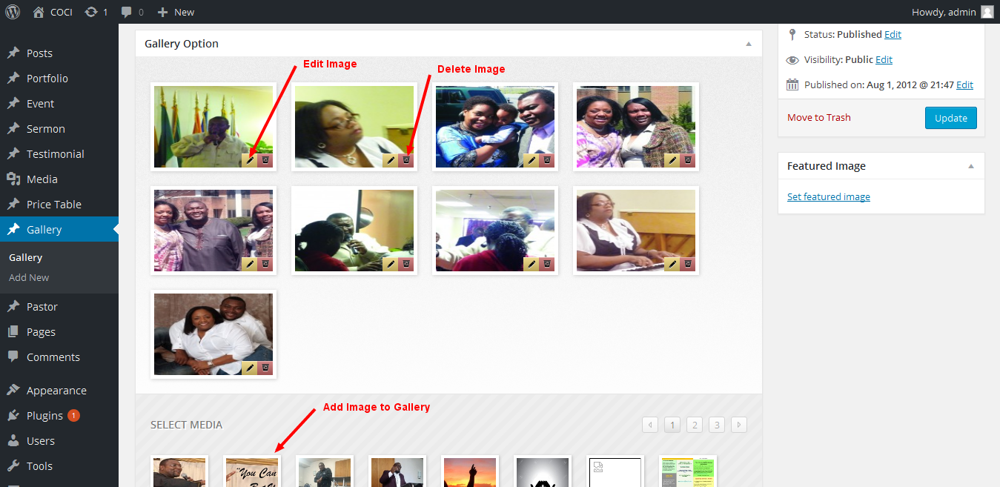 COCI 1 0 New Howdy, admin
Posts
Portfolio
Event
Sermon
Testimonial
Media
Price Table
Gallery
Gallery
Add New
Pastor
Pages
Comments
Appearance
Plugins 1
Users
Tools
Gallery Option
Edit Image
Delete Image
Add Image to Gallery
SELECT MEDIA
1 2 3
"You Can
Status: Published Edit
Visibility: Public Edit
Published on: Aug 1, 2012 @ 21:47 Edit
Move to Trash Update
Featured Image
Set featured image